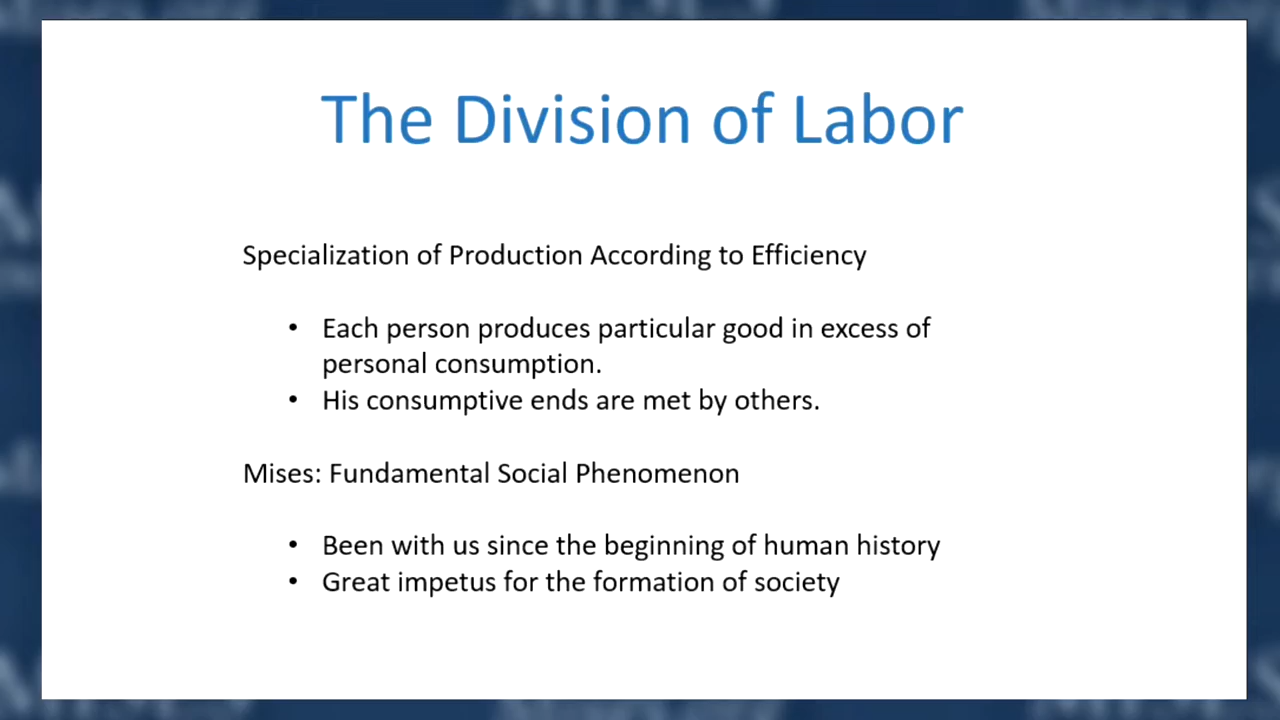 The Division of Labor
Specialization of Production According to Efficiency
• Each person produces particular good in excess of
personal consumption.
• His consumptive ends are met by others.
Mises: Fundamental Social Phenomenon
• Been with us since the beginning of human history
• Great impetus for the formation of society